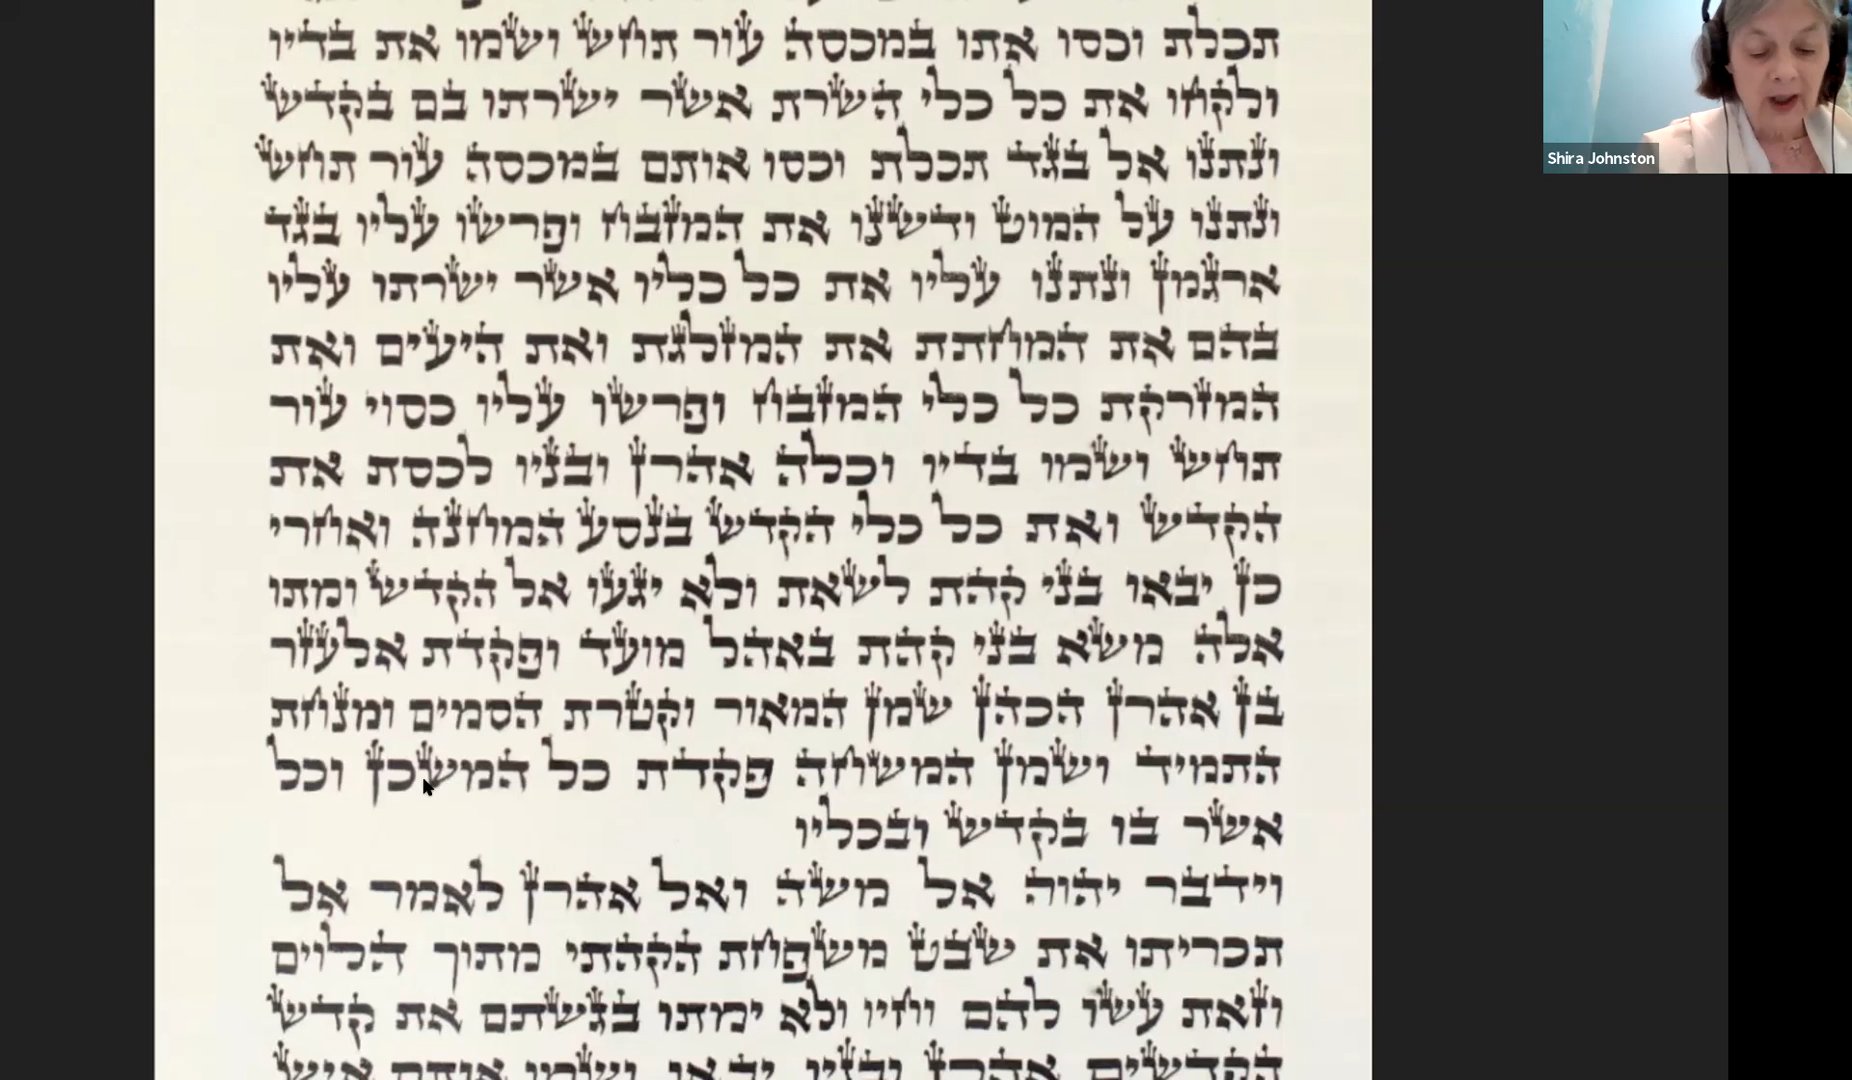 תכלת וכסו אתו במכסה עור תחש ושמו את בדיו
ולקחו את כל כלי השרת אשר ישרתו בם בקדש
ונתנו אל בגד תכלת וכסו אותם במכסה עור תחש
ונתנו על המוט ודשנו את המזבח ופרשו עליו בגד
ארגמן ונתנו עליו את כל כליו אשר ישרתו עליו
בהם את המחתת את המזלגת ואת היעים ואת
המזרקת כל כלי המזבח ופרשו עליו כסוי עור
תחש ושמו בדיו וכלה אהרן ובניו לכסת את
הקדש ואת כל כלי הקדש בנסע המחנה ואחרי
כן יבאו בני קהת לשאת ולא יגעו אל הקדש ומתו
אלה משא בני קהת באהל מועד ופקדת אלעזר
בן אהרן הכהן שמן המאור וקטרת הסמים ומנחת
התמיד ושמן המשחה פקדת כל המשכן וכל
אשר בו בקדש ובכליו
וידבר יהוה אל משה ואל אהרן לאמר אל
תכריתו את שבט משפחת הקהתי מתוך הלוים
וזאת עשו להם וחיו ולא ימתו בגשתם את קדש
הקדשים אהרן ובניו יבאו ושמו אותם איש
Shira Johnston